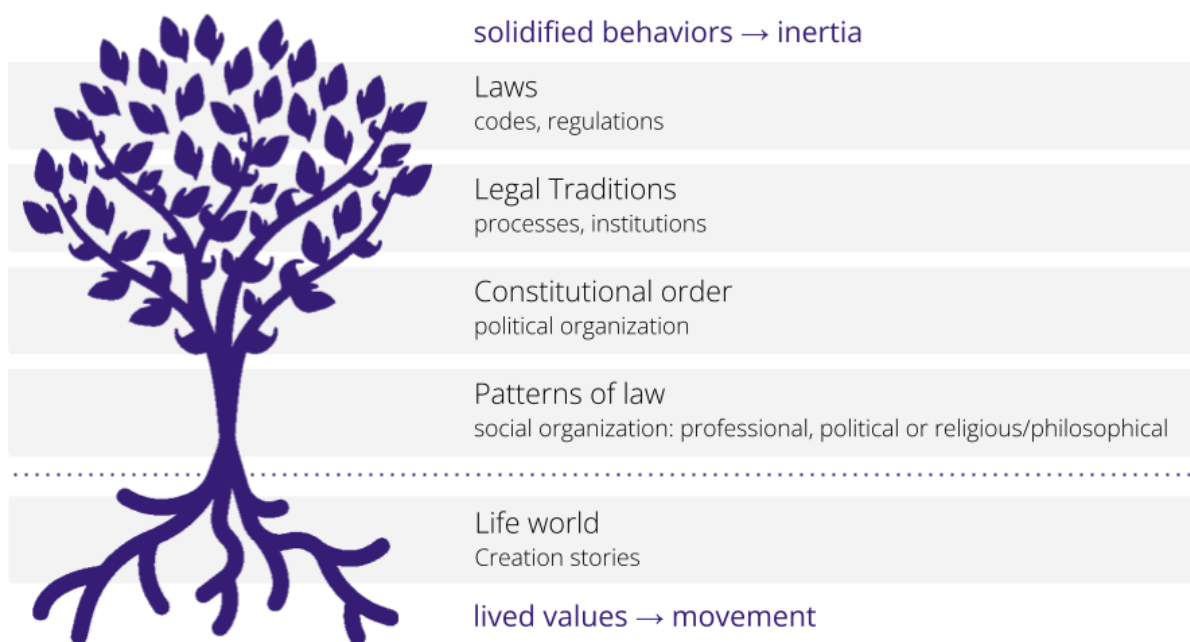 solidified behaviors → inertia
Laws
codes, regulations
Legal Traditions
processes, institutions
Constitutional order
political organization
Patterns of law
social organization: professional, political or religious/philosophical
Life world
Creation stories
lived values → movement